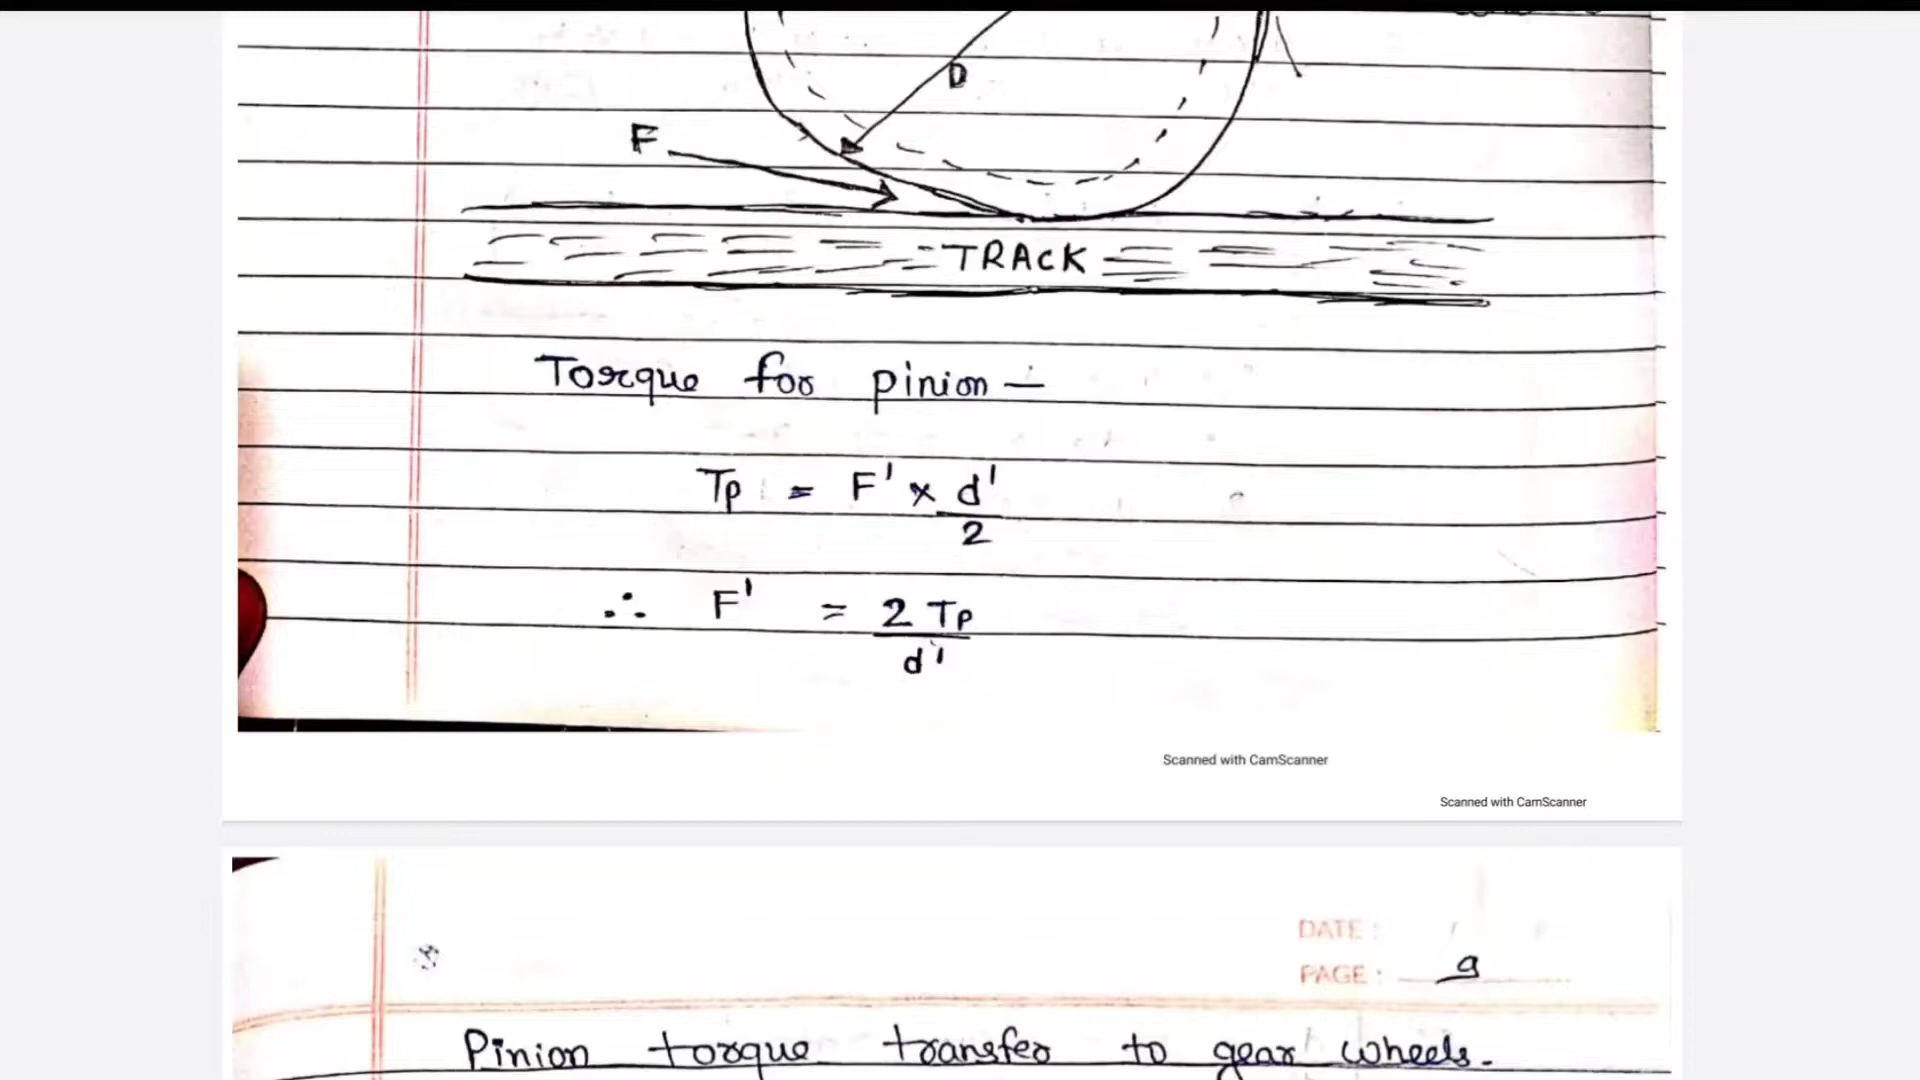 D
F
TRACK
Torque for pinion —
Tp = F' × d'
2
∴ F' = 2 Tp
d'
Scanned with CamScanner
Scanned with CamScanner
DATE :
PAGE : 9
Pinion torque transfer to gear wheels.